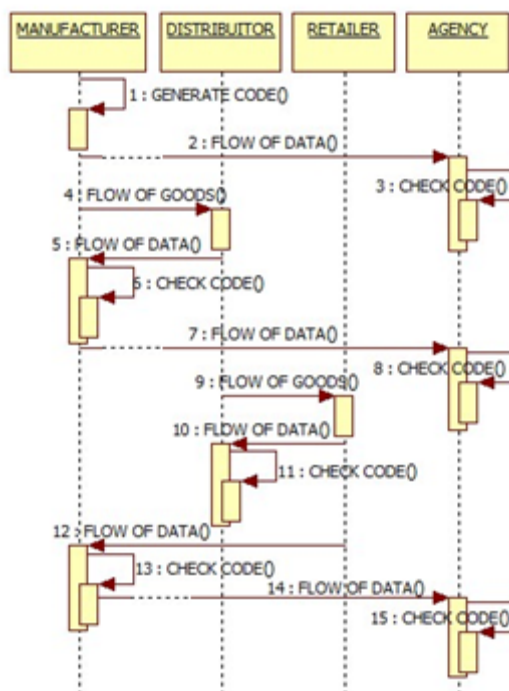 MANUFACTURER
DISTRIBUITOR
RETAILER
AGENCY
1 : GENERATE CODE()
2 : FLOW OF DATA()
3 : CHECK CODE()
4 : FLOW OF GOODS()
5 : FLOW OF DATA()
6 : CHECK CODE()
7 : FLOW OF DATA()
8 : CHECK CODE()
9 : FLOW OF GOODS()
10 : FLOW OF DATA()
11 : CHECK CODE()
12 : FLOW OF DATA()
13 : CHECK CODE()
14 : FLOW OF DATA()
15 : CHECK CODE()